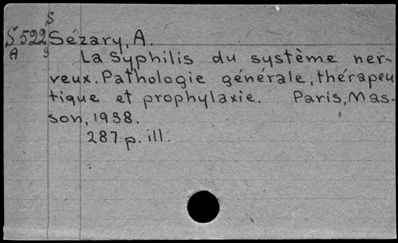 S
S522 Sézary, A.
A 3 La Syphilis du système ner-
veux. Pathologie générale, thérapeu
tique et prophylaxie. Paris, Mas-
son, 1938.
287 p. ill.